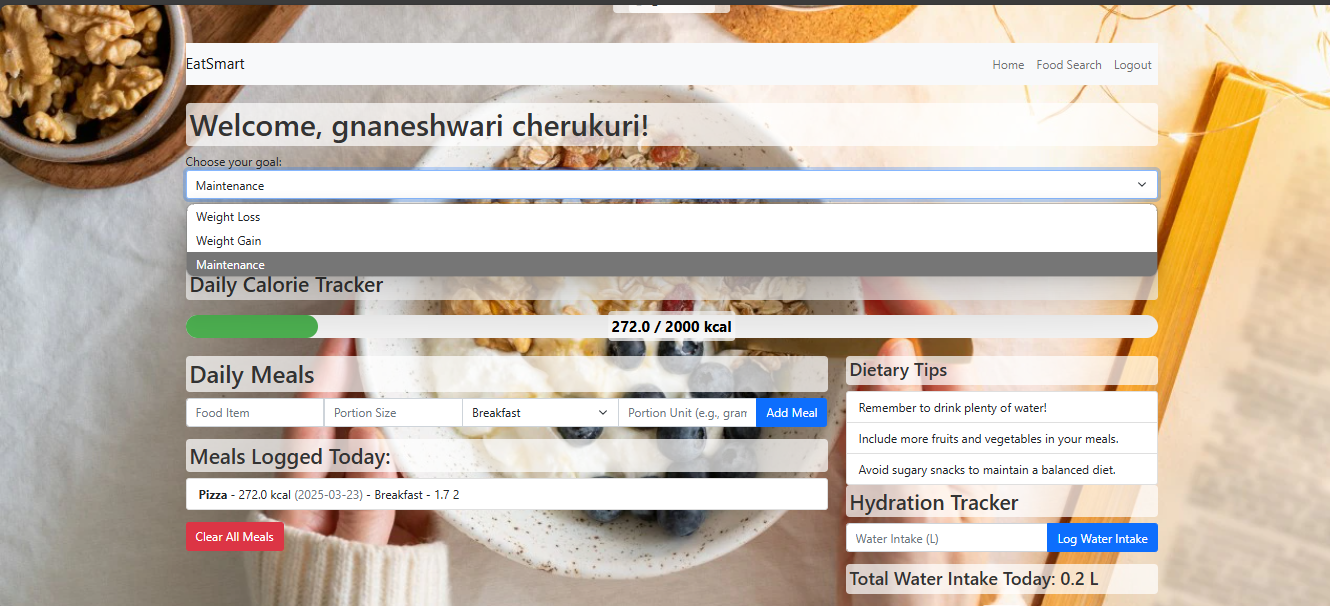 EatSmart
Home Food Search Logout
Welcome, gnaneshwari cherukuri!
Choose your goal:
Maintenance
Weight Loss
Weight Gain
Maintenance
Daily Calorie Tracker
272.0 / 2000 kcal
Daily Meals
Food Item Portion Size Breakfast Portion Unit (e.g., gram Add Meal
Meals Logged Today:
Pizza - 272.0 kcal (2025-03-23) - Breakfast - 1.7 2
Clear All Meals
Dietary Tips
Remember to drink plenty of water!
Include more fruits and vegetables in your meals.
Avoid sugary snacks to maintain a balanced diet.
Hydration Tracker
Water Intake (L) Log Water Intake
Total Water Intake Today: 0.2 L